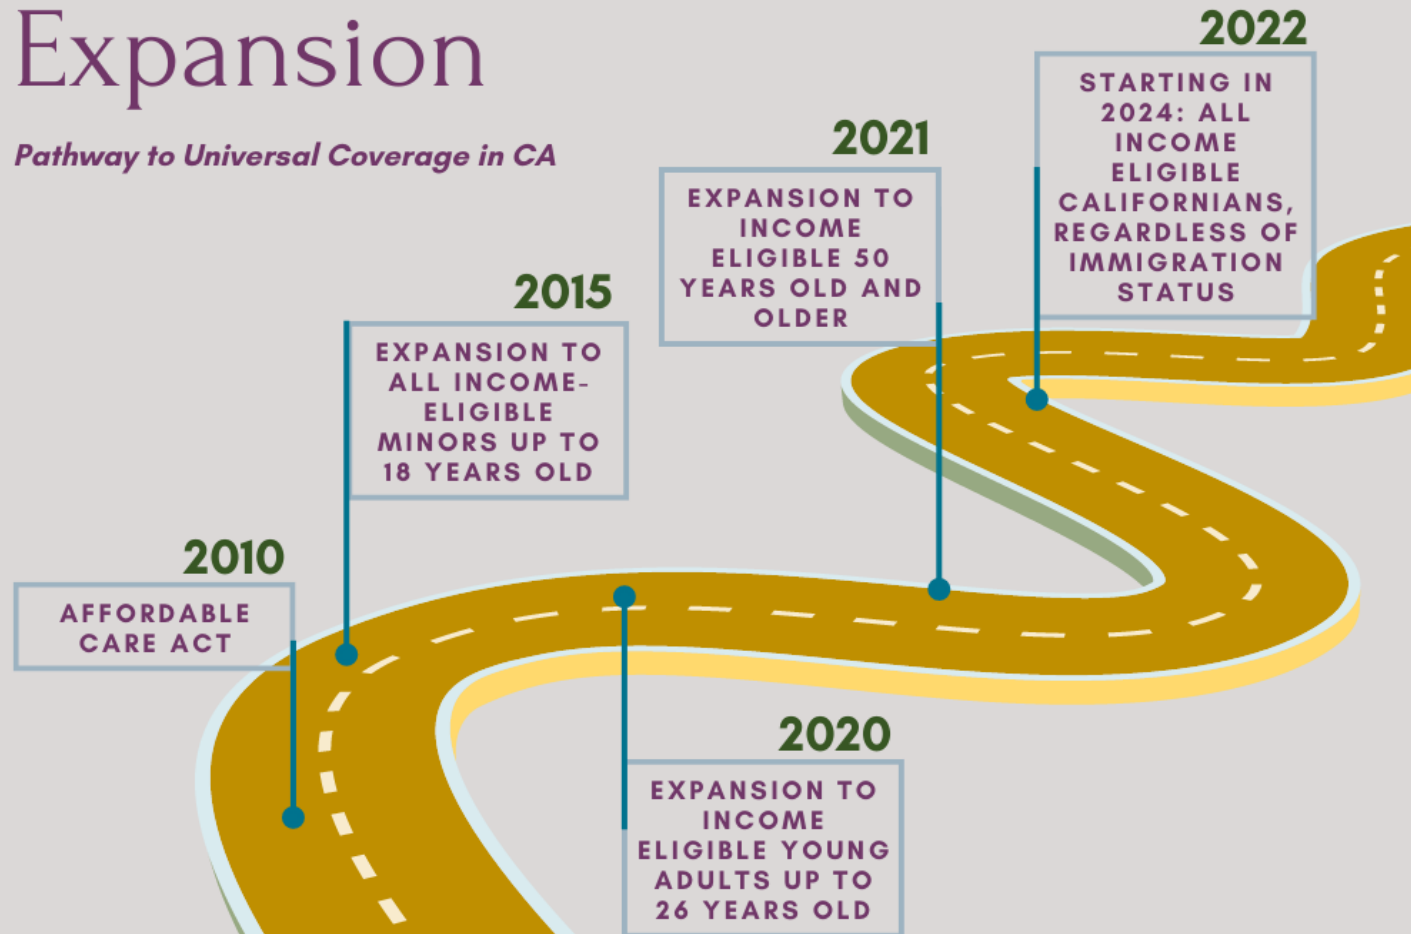 Expansion
Pathway to Universal Coverage in CA
2010
AFFORDABLE
CARE ACT
2015
EXPANSION TO
ALL INCOME-
ELIGIBLE
MINORS UP TO
18 YEARS OLD
2020
EXPANSION TO
INCOME
ELIGIBLE YOUNG
ADULTS UP TO
26 YEARS OLD
2021
EXPANSION TO
INCOME
ELIGIBLE 50
YEARS OLD AND
OLDER
2022
STARTING IN
2024: ALL
INCOME
ELIGIBLE
CALIFORNIANS,
REGARDLESS OF
IMMIGRATION
STATUS